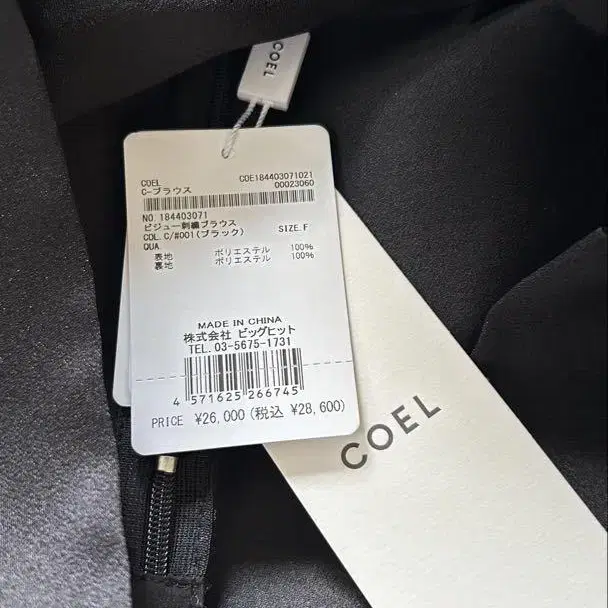 COEL
COEL COE184403071021
C-ブラウス 00023060
NO.184403071
ビジュー刺繍ブラウス
COL.C/#001(ブラック) SIZE.F
QUA.
表地 ポリエステル 100%
裏地 ポリエステル 100%
MADE IN CHINA
株式会社 ビッグヒット
TEL.03-5675-1731
4 571625 266745
PRICE ¥26,000(税込 ¥28,600)
COEL